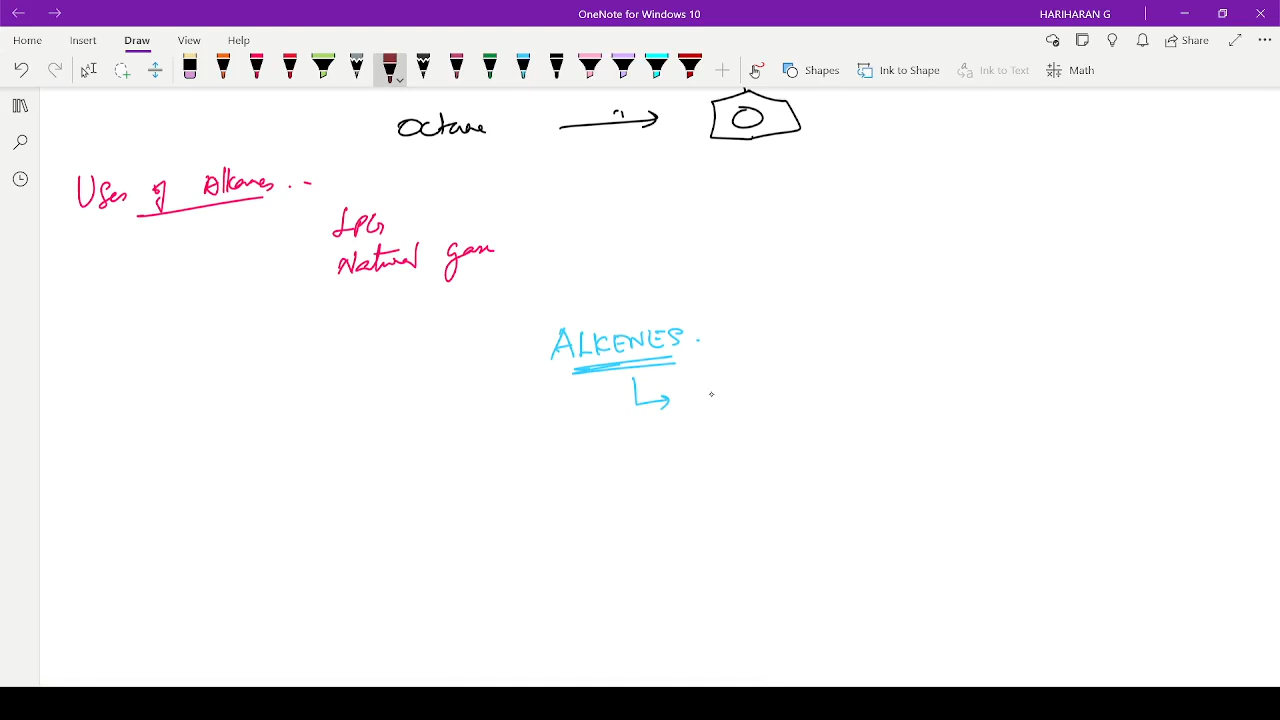 OneNote for Windows 10
HARIHARAN G
Home Insert Draw View Help
Share
Shapes Ink to Shape Ink to Text Math
Octane
Uses of Alkanes . -
LPG
Natural gas
ALKENES .